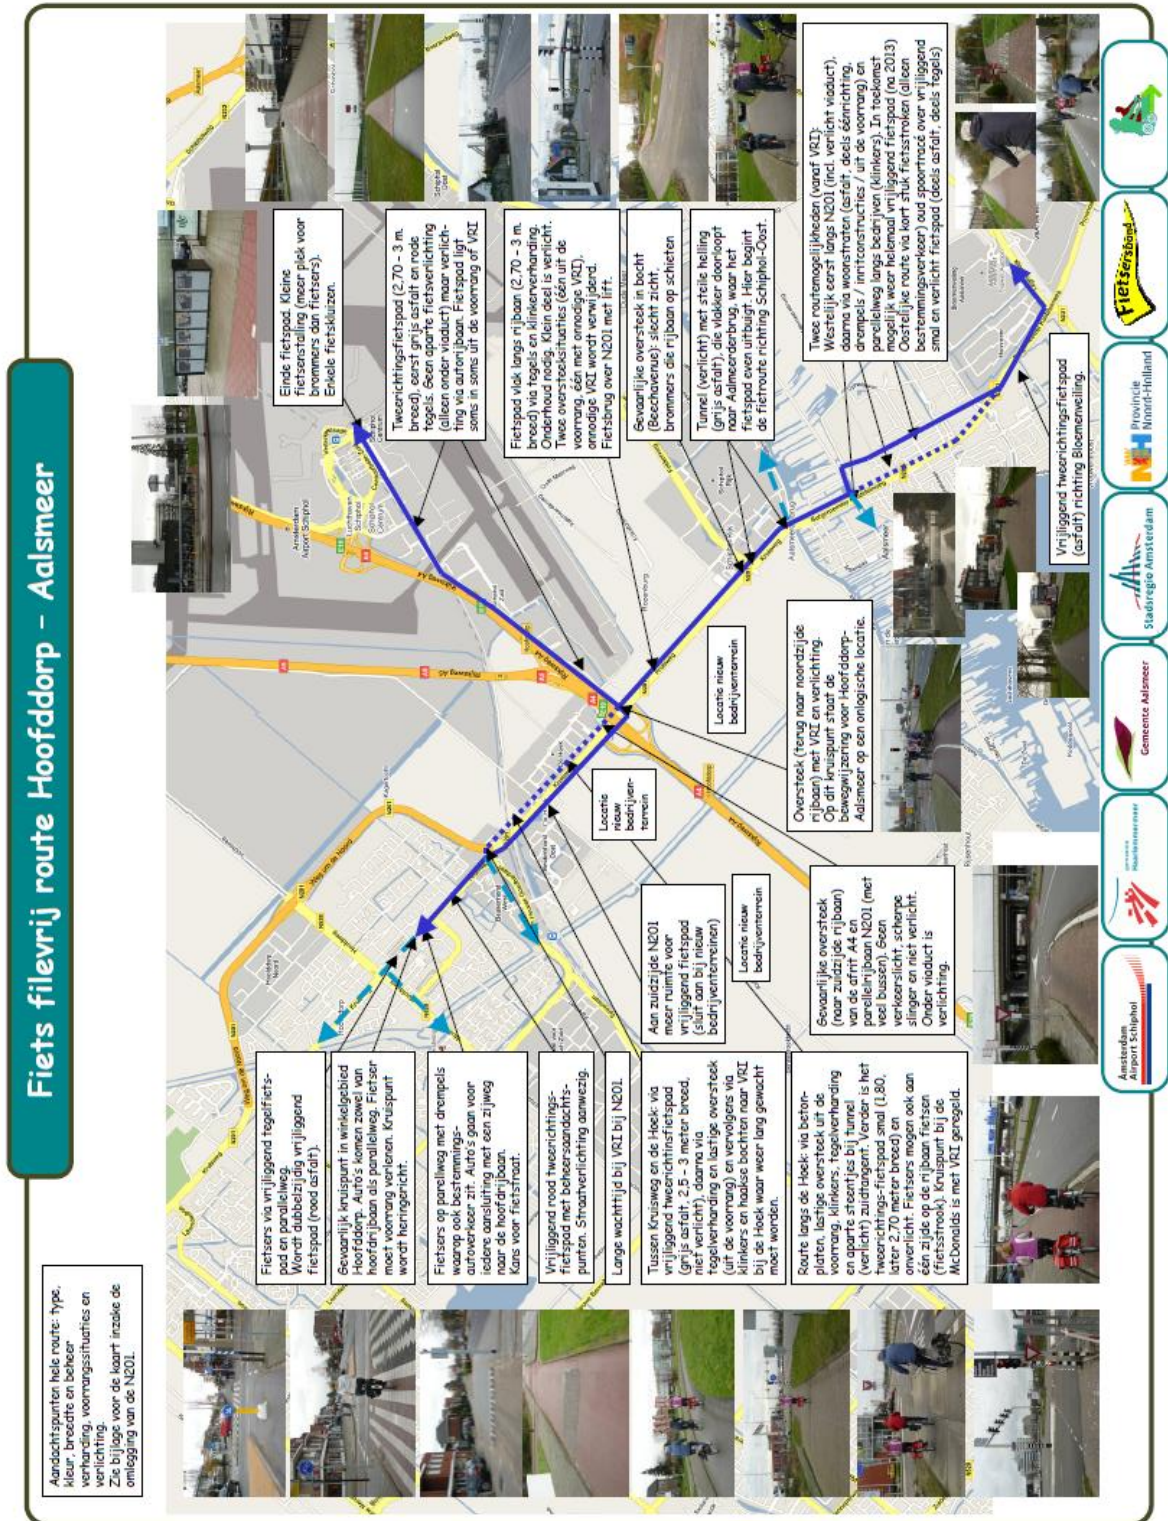 Fiets filevrij route Hoofddorp - Aalsmeer
Aandachtspunten hele route: type,
kleur, breedte en beheer
verharding, voorrangssituaties en
verlichting.
Zie bijlage voor de kaart inzake de
omlegging van de N201.
Fietsers via vrijliggend tegelfiets-
pad en paralelweg.
Wordt dubbelzijdig vrijliggend
fietspad (rood asfalt).
Gevaarlijk kruispunt in winkelgebied
Hoofddorp. Auto's komen zowel van
hoofdrijbaan als paralelweg. Fietser
moet voorrang verlenen. Kruispunt
wordt heringericht.
Fietsers op parellweg met drempels
waarop ook bestemmings-
autoverkeer zit. Auto's gaan voor
iedere aansluiting met een zijweg
naar de hoofdrijbaan.
Kans voor fietstraat.
Vrijliggend rood tweerichtings-
fietspad met beheersaandachts-
punten. Straatverlichting aanwezig.
Lange wachttijd bij VRI bij N201.
Tussen Kruisweg en de Hoek: via
vrijliggend tweerichtinsfietspad
(grijs asfalt, 2,5 - 3 meter breed,
niet verlicht), daarna via
tegelverharding en lastige oversteek
(uit de voorrang) en vervolgens via
klinkers en haakse bochten naar VRI
bij de Hoek waar weer lang gewacht
moet worden.
Route langs de Hoek: via beton-
platen, lastige oversteek uit de
voorrang, klinkers, tegelverharding
en aparte steentjes bij tunnel
(verlicht) zuidtangent. Verder is het
tweerichtings-fietspad smal (1,80,
later 2,70 meter breed) en
onverlicht. Fietsers mogen ook aan
één zijde op de rijbaan fietsen
(fietsstrook). Kruispunt bij de
McDonalds is met VRI geregeld.
Aan zuidzijde N201
meer ruimte voor
vrijliggend fietspad
(sluit aan bij nieuw
bedrijventerreinen)
Locatie nieuw
bedrijventerrein
Gevaarlijke oversteek
(naar zuidzijde rijbaan)
van de afrit A4 en
parelleirijbaan N201 (met
veel bussen). Geen
verkeerslicht, scherpe
slinger en niet verlicht.
Onder viaduct is
verlichting.
Locatie
nieuw
bedrijven-
terrein
Locatie nieuw
bedrijventerrein
Oversteek (terug naar noordzijde
rijbaan) met VRI en verlichting.
Op dit kruispunt staat de
bewegwijzering voor Hoofddorp-
Aalsmeer op een onlogische locatie.
Einde fietspad. Kleine
fietsenstalling (meer plek voor
brommers dan fietsers).
Enkele fietskluizen.
Tweerichtingsfietspad (2,70 - 3 m.
breed), eerst grijs asfalt en rode
tegels. Geen aparte fietsverlichting
(alleen onder viaduct) maar verlich-
ting via autorijbaan. Fietspad ligt
soms in soms uit de voorrang of VRI
Fietspad vlak langs rijbaan (2,70 - 3 m.
breed) via tegels en klinkerverharding.
Onderhoud nodig. Klein deel is verlicht.
Twee oversteeksituaties (één uit de
voorrang, één met onnodige VRI),
onnodige VRI wordt verwijderd.
Fietsbrug over N201 met lift.
Gevaarlijke oversteek in bocht
(Beechavenue): slecht zicht,
brommers die rijbaan op schieten
Tunnel (verlicht) met steile helling
(grijs asfalt), die vlakker doorloopt
naar Aalmeenderbrug, waar het
fietspad even uitbuigt. Hier begint
de fietroute richting Schiphol-Oost.
Twee routemogelijkheden (vanaf VRI):
Westelijk eerst langs N201 (incl. verlicht viaduct),
daarna via woonstraten (asfalt, deels éénrichting,
drempels / inritconstructies / uit de voorrang) en
parelleweg langs bedrijven (klinkers). In toekomst
mogelijk weer helemaal vrijliggend fietspad (na 2013)
Oostelijke route via kort stuk fietsstroken (alleen
bestemmingsverkeer) oud spoortracé over vrijliggend
smal en verlicht fietspad (deels asfalt, deels tegels)
Vrijliggend tweerichtingsfietspad
(asfalt) richting Bloemenveiling.
Amsterdam
Airport Schiphol
gemeente
Haarlemmermeer
Gemeente Aalsmeer
Stadsregio Amsterdam
Provincie
Noord-Holland
Fietsersbond